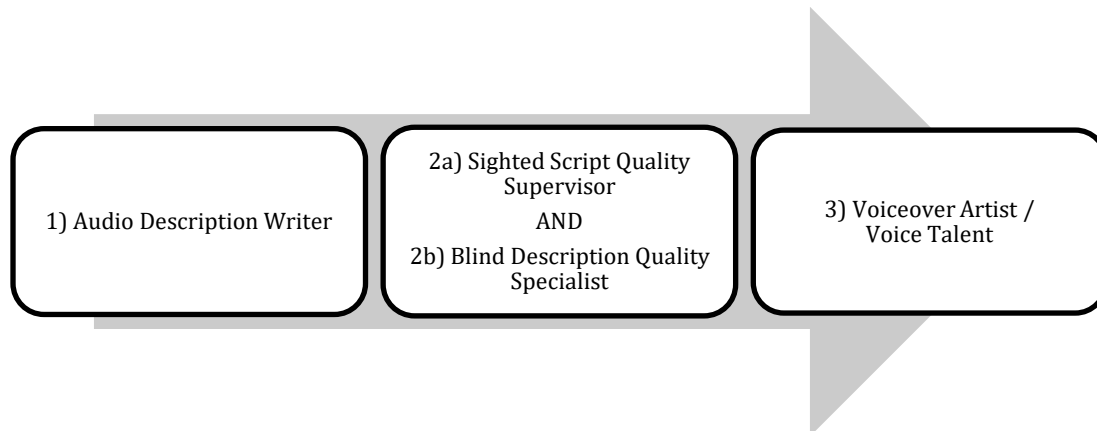 1) Audio Description Writer
2a) Sighted Script Quality
Supervisor
AND
2b) Blind Description Quality
Specialist
3) Voiceover Artist /
Voice Talent